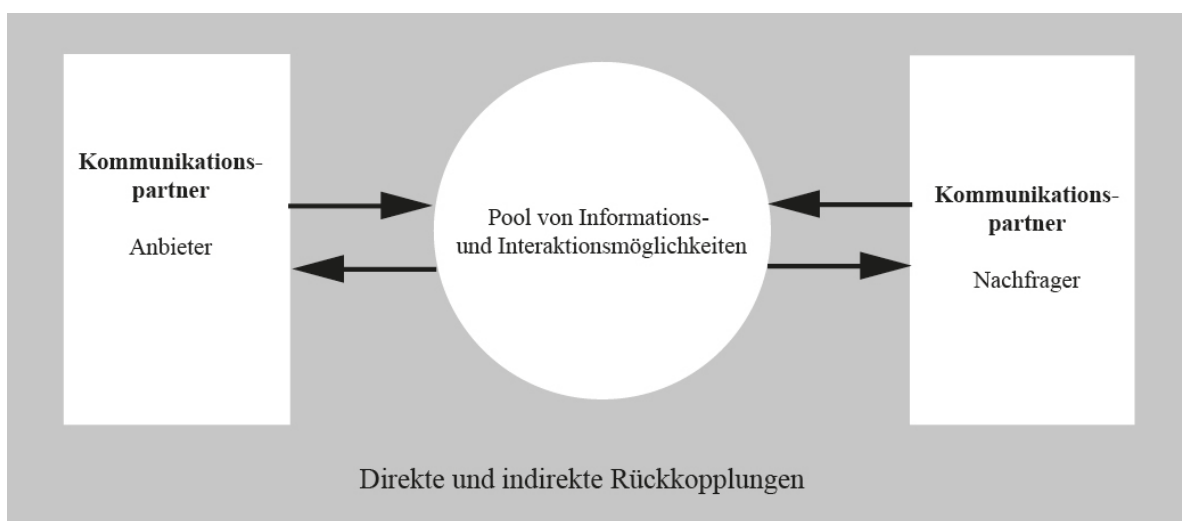 Kommunikations-
partner
Anbieter
Pool von Informations-
und Interaktionsmöglichkeiten
Kommunikations-
partner
Nachfrager
Direkte und indirekte Rückkopplungen